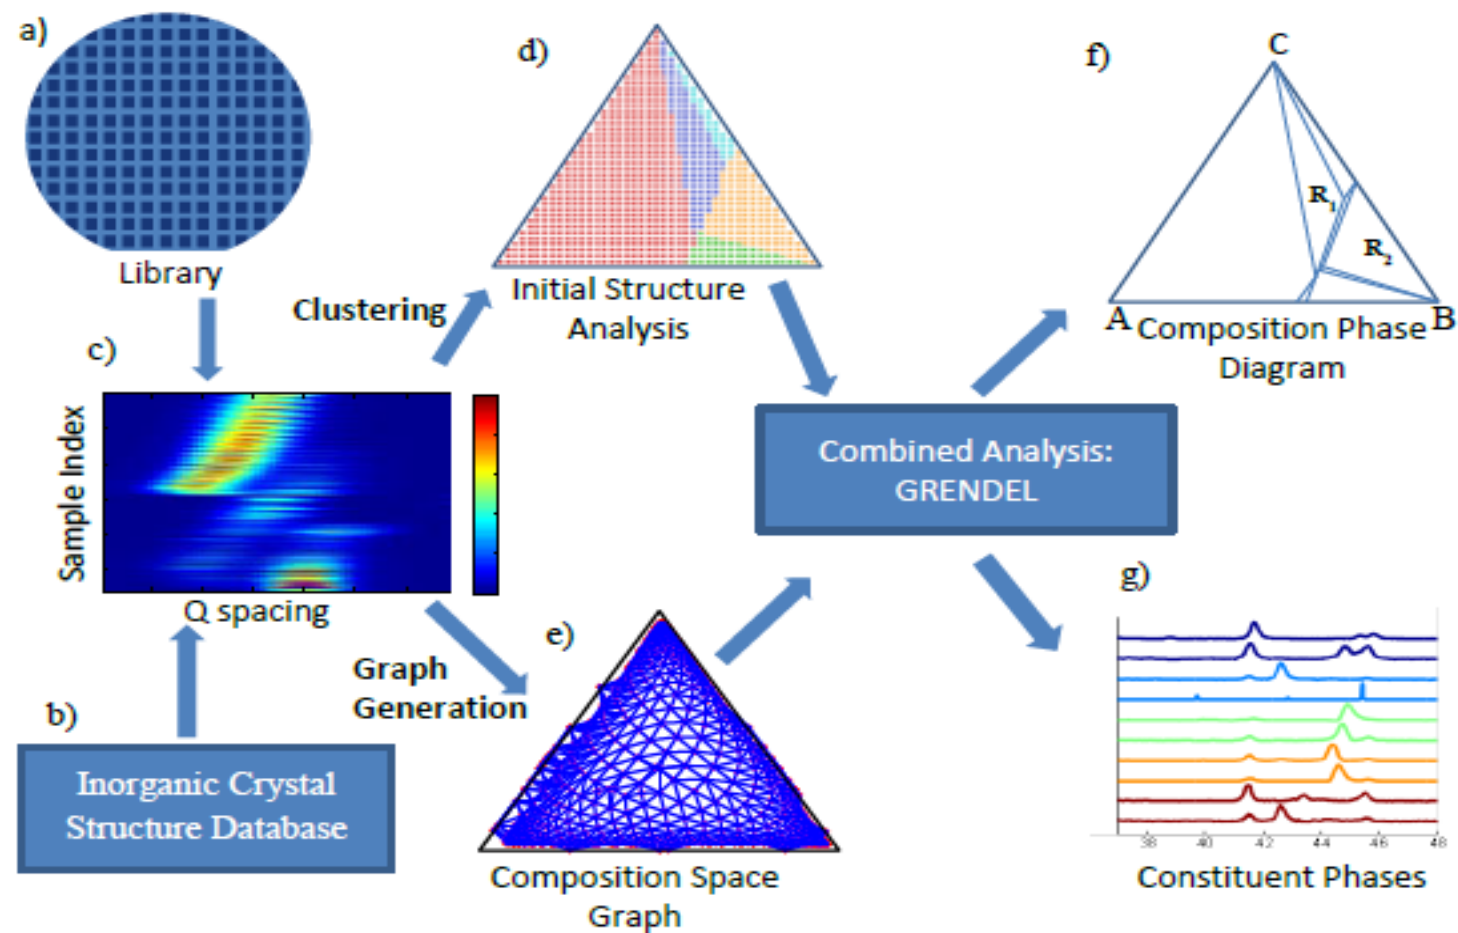 a)
Library
b)
Inorganic Crystal
Structure Database
c)
Sample Index
Q spacing
Clustering
Graph
Generation
d)
Initial Structure
Analysis
e)
Composition Space
Graph
Combined Analysis:
GRENDEL
f)
C
R1
R2
A
B
Composition Phase
Diagram
g)
38 40 42 44 46 48
Constituent Phases